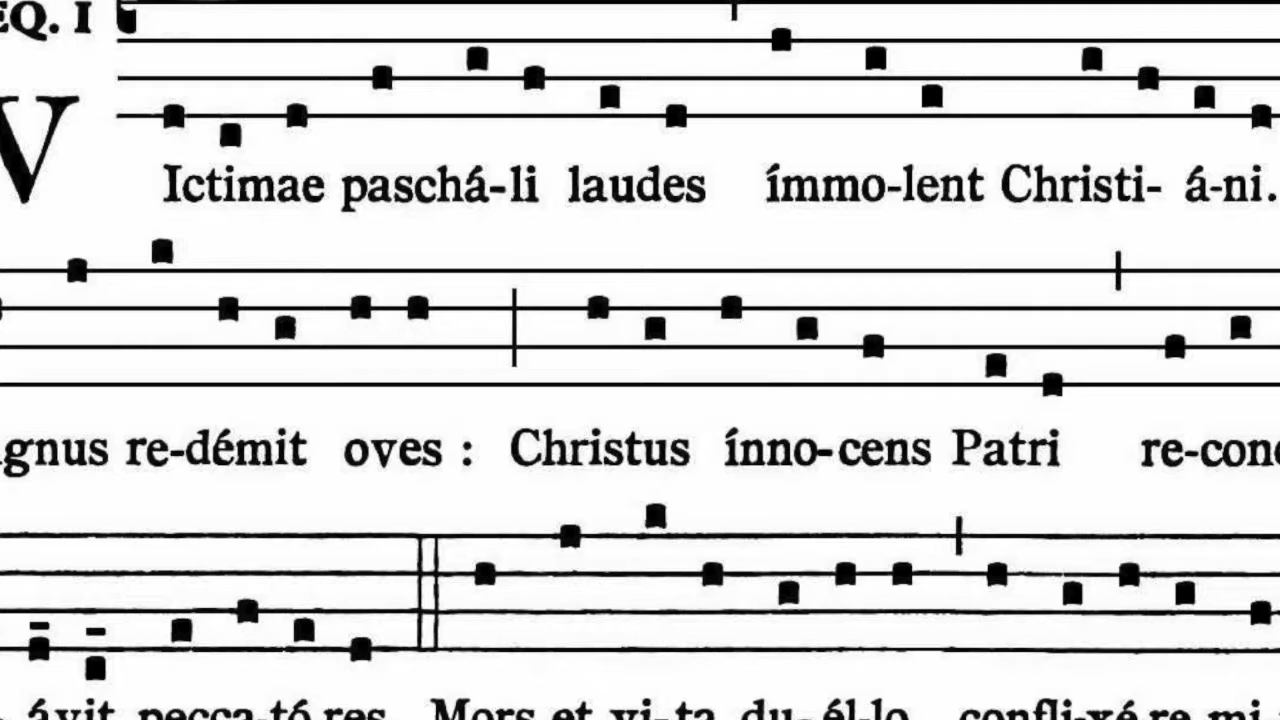 EQ. I
VIctimae paschá-li laudes ímmo-lent Christi- á-ni.
gnus re-démit oves : Christus ínno-cens Patri re-conc
ávit pecca-tó res. Mors et vi-ta du-él-lo confli-xé re mi